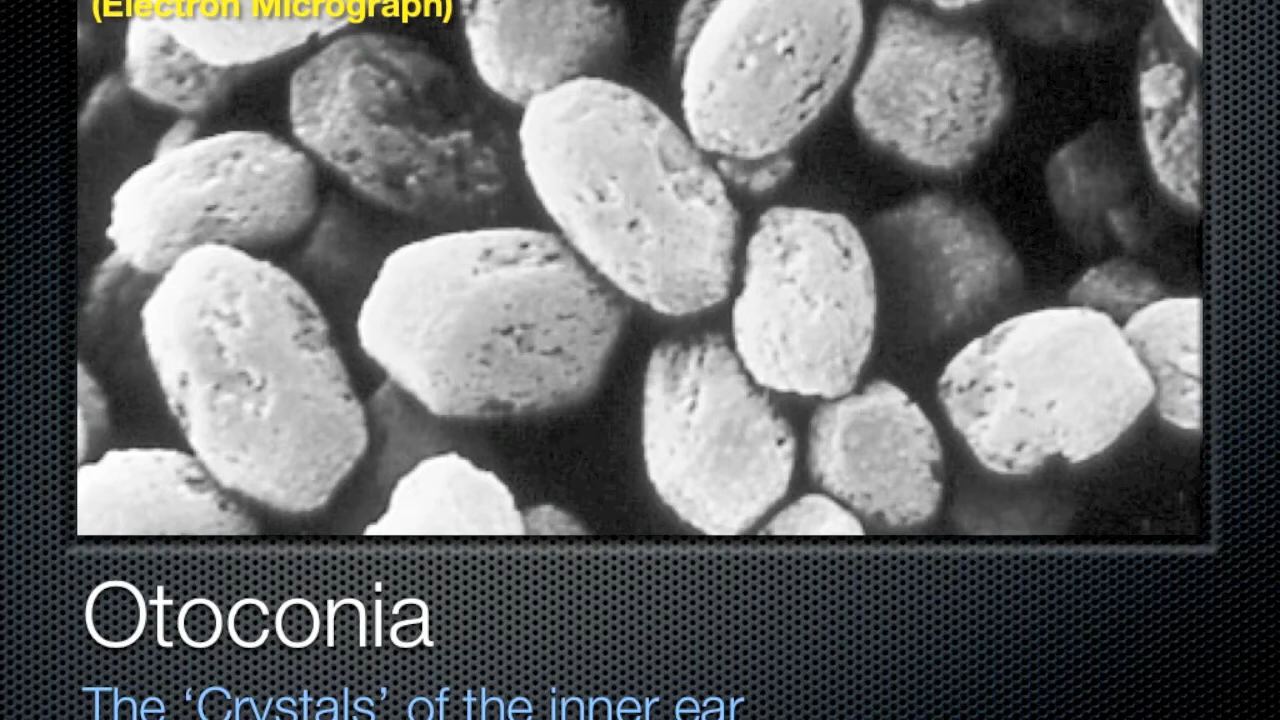 (Electron Micrograph)
Otoconia
The ‘Crystals’ of the inner ear